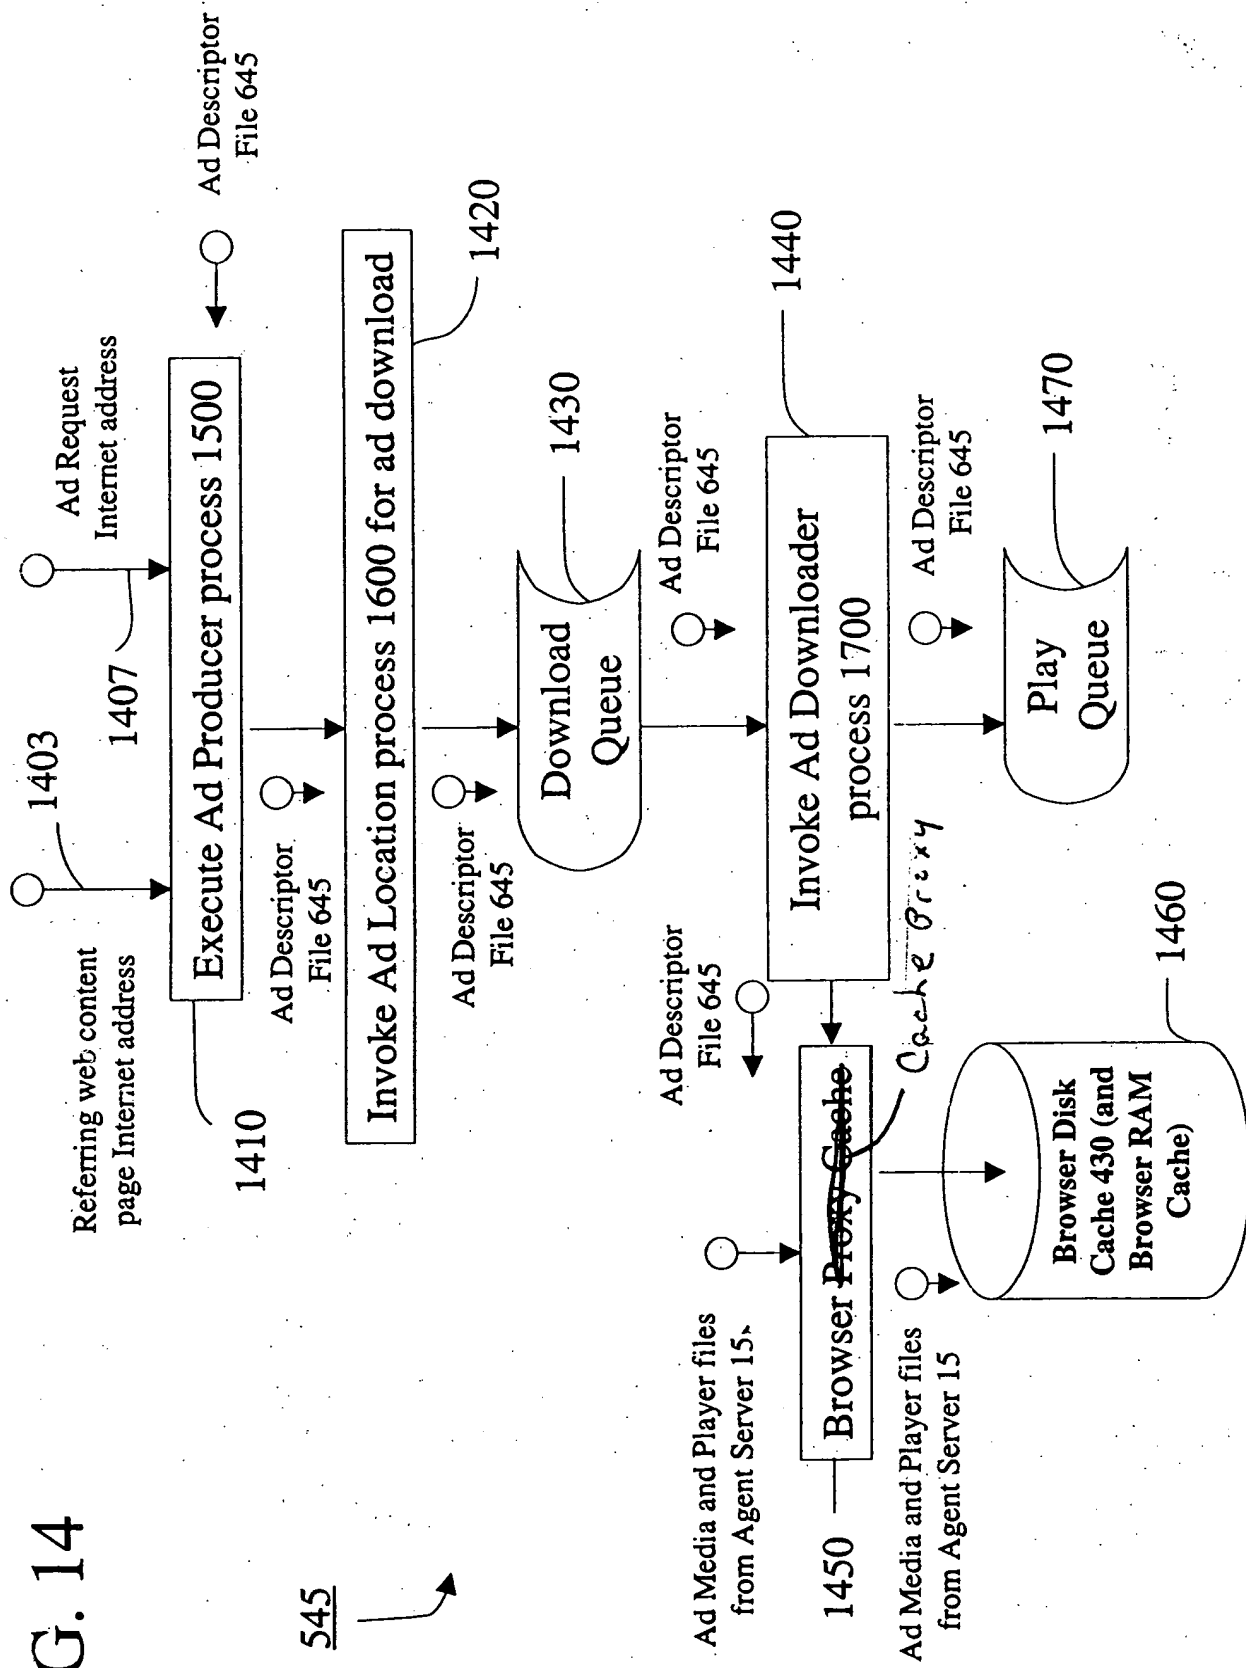 G. 14
545
Referring web content
page Internet address
1403
1407
Ad Request
Internet address
Ad Descriptor
File 645
1410
Execute Ad Producer process 1500
Ad Descriptor
File 645
Invoke Ad Location process 1600 for ad download
1420
Ad Descriptor
File 645
Download
Queue
1430
Ad Descriptor
File 645
1440
Invoke Ad Downloader
process 1700
Ad Descriptor
File 645
Ad Descriptor
File 645
Play
Queue
1470
Ad Media and Player files
from Agent Server 15
1450
Browser Proxy Cache
Cache Proxy
Ad Media and Player files
from Agent Server 15
Browser Disk
Cache 430 (and
Browser RAM
Cache)
1460